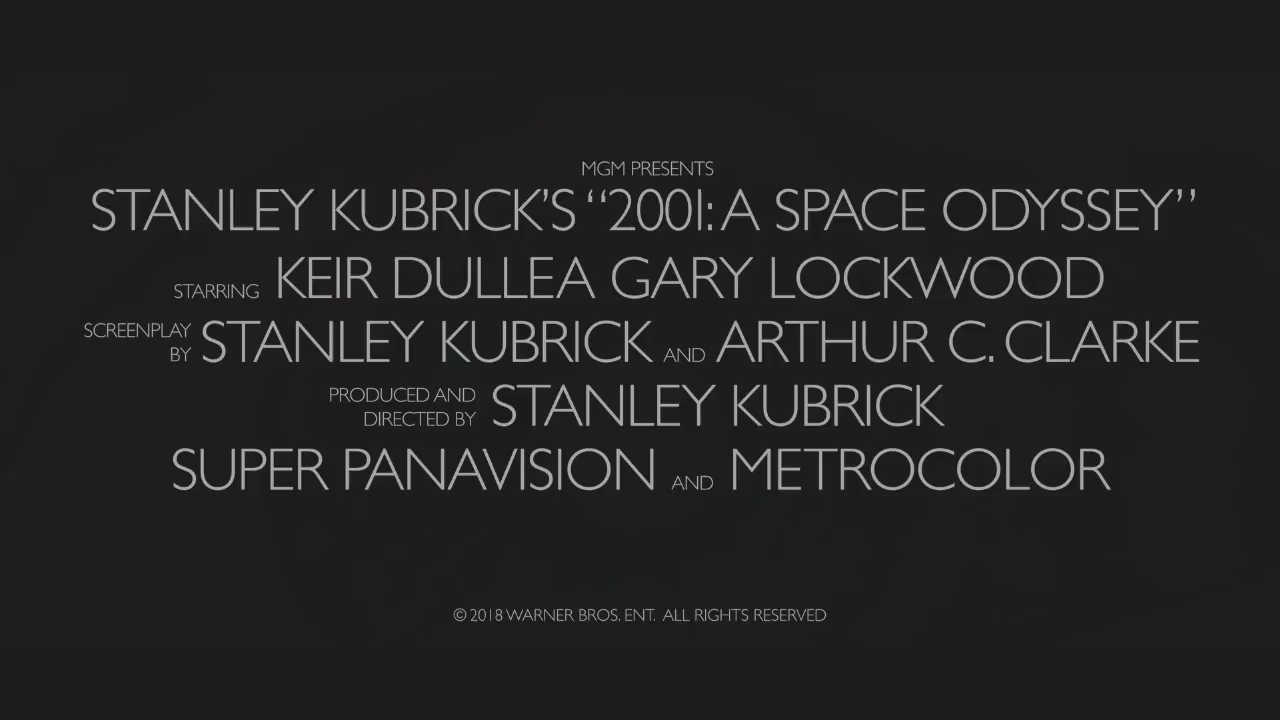 MGM PRESENTS
STANLEY KUBRICK'S “2001: A SPACE ODYSSEY”
STARRING KEIR DULLEA GARY LOCKWOOD
SCREENPLAY BY STANLEY KUBRICK AND ARTHUR C. CLARKE
PRODUCED AND DIRECTED BY STANLEY KUBRICK
SUPER PANAVISION AND METROCOLOR
© 2018 WARNER BROS. ENT. ALL RIGHTS RESERVED